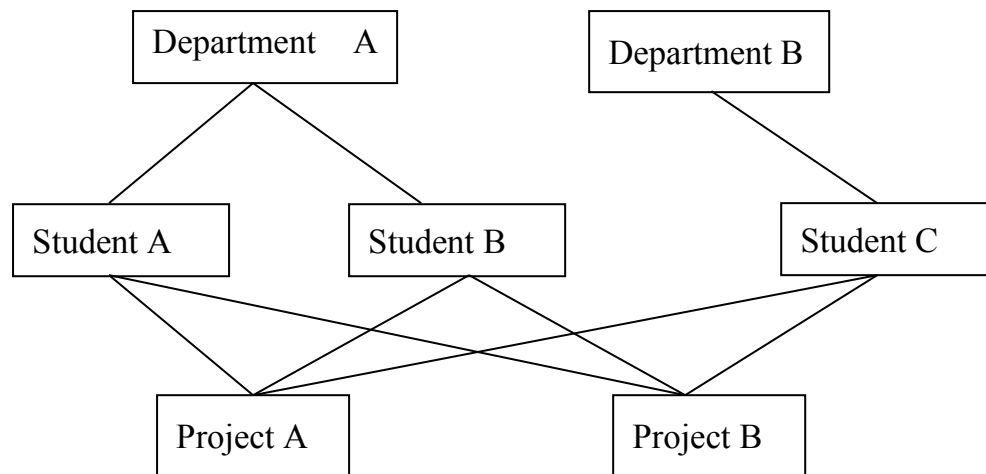 Department A
Department B
Student A
Student B
Student C
Project A
Project B